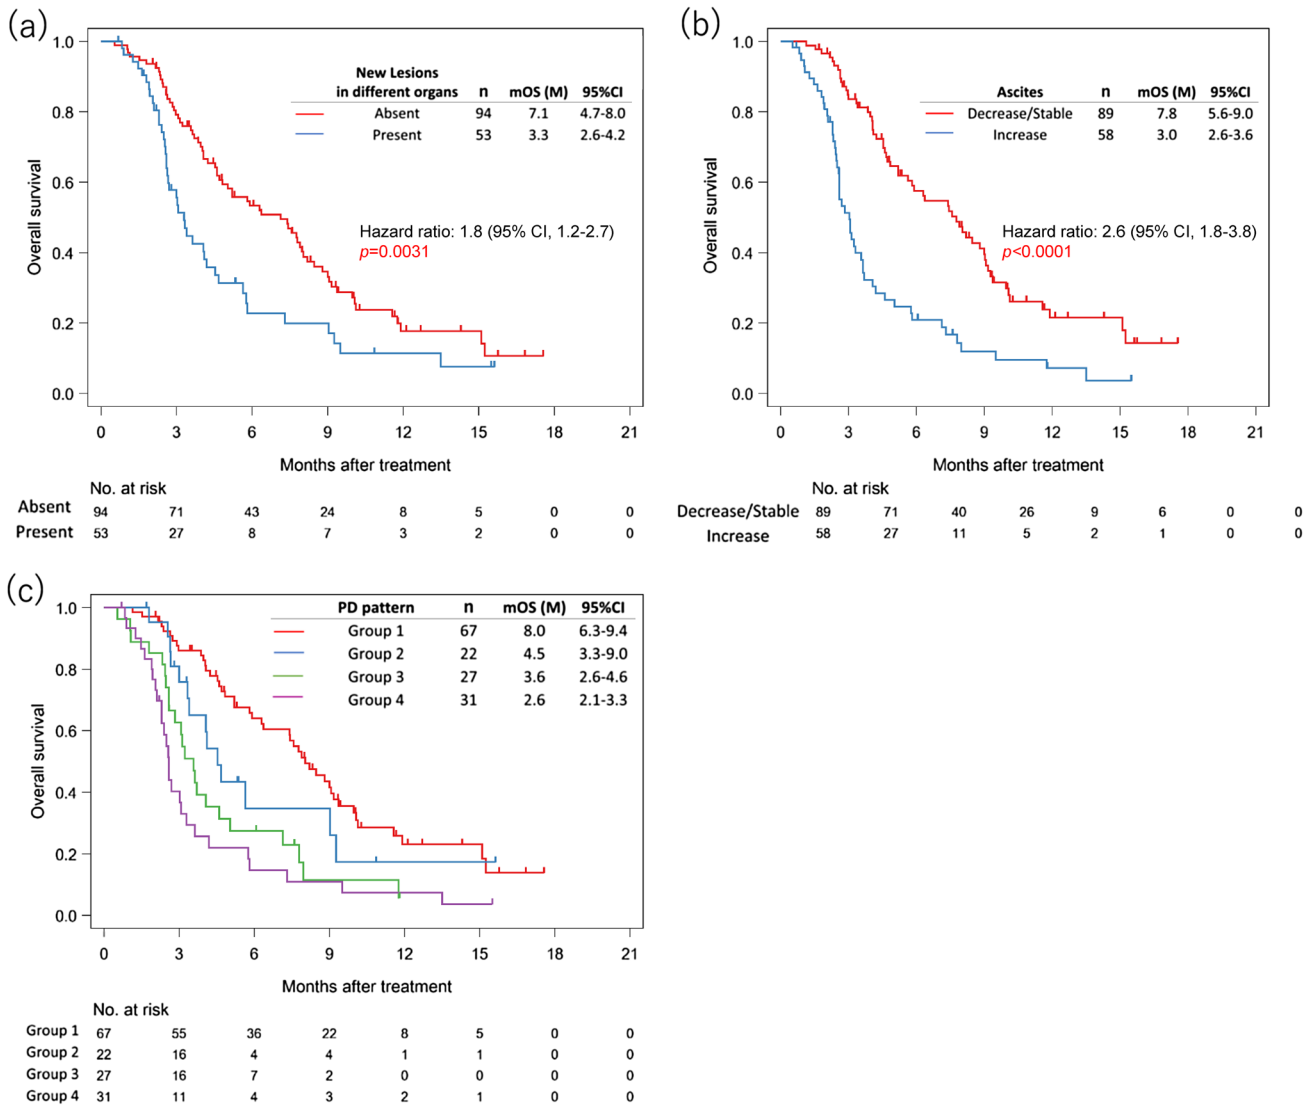 (a)
New Lesions
in different organs n mOS (M) 95%CI
Absent 94 7.1 4.7-8.0
Present 53 3.3 2.6-4.2
Hazard ratio: 1.8 (95% CI, 1.2-2.7)
p=0.0031
Overall survival
1.0
0.8
0.6
0.4
0.2
0.0
0 3 6 9 12 15 18 21
Months after treatment
No. at risk
Absent 94 71 43 24 8 5 0 0
Present 53 27 8 7 3 2 0 0
(b)
Ascites n mOS (M) 95%CI
Decrease/Stable 89 7.8 5.6-9.0
Increase 58 3.0 2.6-3.6
Hazard ratio: 2.6 (95% CI, 1.8-3.8)
p<0.0001
Overall survival
1.0
0.8
0.6
0.4
0.2
0.0
0 3 6 9 12 15 18 21
Months after treatment
No. at risk
Decrease/Stable 89 71 40 26 9 6 0 0
Increase 58 27 11 5 2 1 0 0
(c)
PD pattern n mOS (M) 95%CI
Group 1 67 8.0 6.3-9.4
Group 2 22 4.5 3.3-9.0
Group 3 27 3.6 2.6-4.6
Group 4 31 2.6 2.1-3.3
Overall survival
1.0
0.8
0.6
0.4
0.2
0.0
0 3 6 9 12 15 18 21
Months after treatment
No. at risk
Group 1 67 55 36 22 8 5 0 0
Group 2 22 16 4 4 1 1 0 0
Group 3 27 16 7 2 0 0 0 0
Group 4 31 11 4 3 2 1 0 0